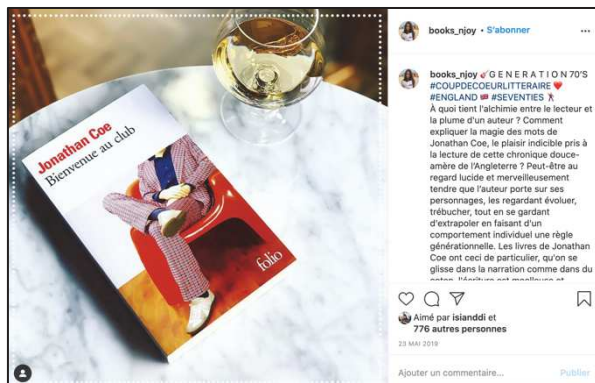 Jonathan Coe
Bienvenue au club
folio
books_njoy • S'abonner
books_njoy 🎸 G E N E R A T I O N 70'S
#COUPDECOEURLITTERAIRE ❤️
#ENGLAND 🇬🇧 #SEVENTIES 🕺
À quoi tient l'alchimie entre le lecteur et
la plume d'un auteur ? Comment
expliquer la magie des mots de
Jonathan Coe, le plaisir indicible pris à
la lecture de cette chronique douce-
amère de l'Angleterre ? Peut-être au
regard lucide et merveilleusement
tendre que l'auteur porte sur ses
personnages, les regardant évoluer,
trébucher, tout en se gardant
d'extrapoler en faisant d'un
comportement individuel une règle
générationnelle. Les livres de Jonathan
Coe ont ceci de particulier, qu'on se
glisse dans la narration comme dans du
Aimé par isianddi et
776 autres personnes
23 MAI 2019
Ajouter un commentaire...
Publier